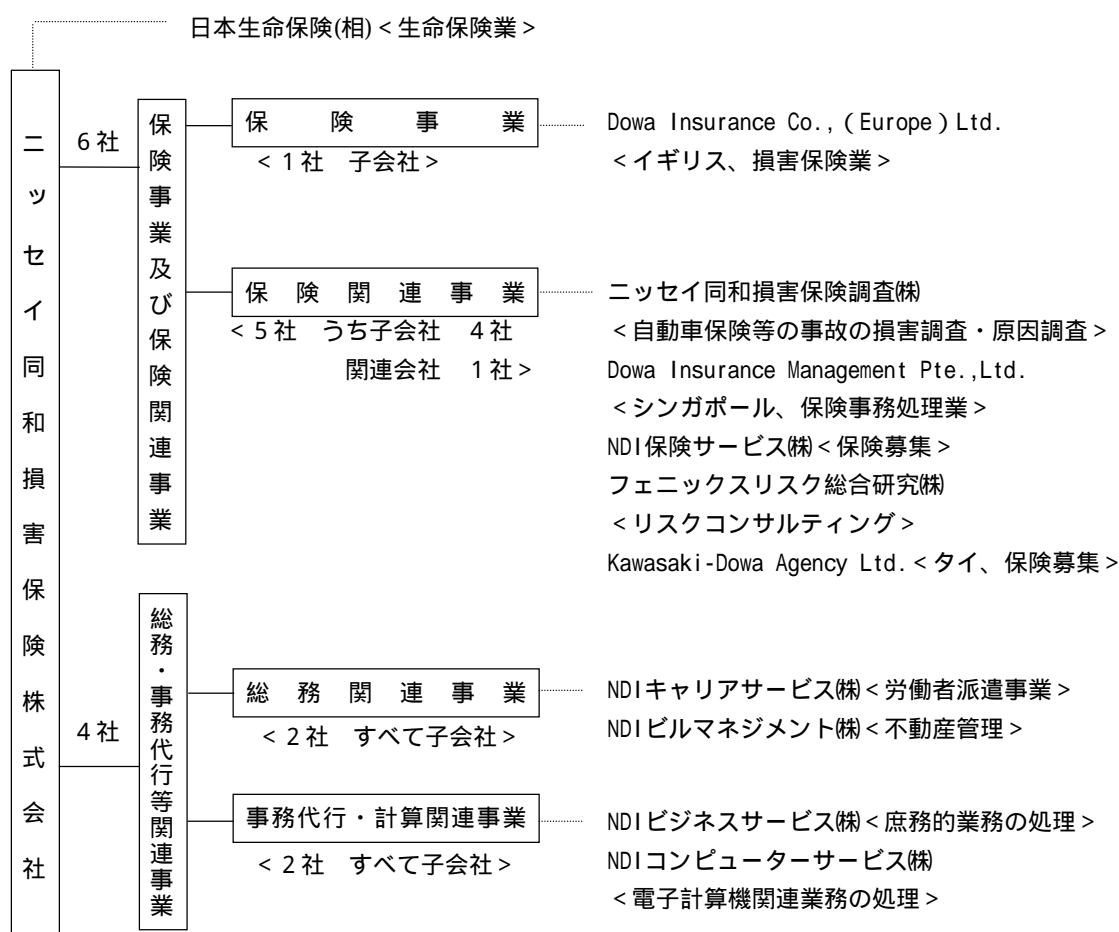 日本生命保険(相)<生命保険業>
ニッセイ同和損害保険株式会社
6社
保険事業及び保険関連事業
保険事業
<1社 子会社>
Dowa Insurance Co.,(Europe)Ltd.
<イギリス、損害保険業>
保険関連事業
<5社 うち子会社 4社
関連会社 1社>
ニッセイ同和損害保険調査㈱
<自動車保険等の事故の損害調査・原因調査>
Dowa Insurance Management Pte.,Ltd.
<シンガポール、保険事務処理業>
NDI保険サービス㈱<保険募集>
フェニックスリスク総合研究㈱
<リスクコンサルティング>
Kawasaki-Dowa Agency Ltd.<タイ、保険募集>
4社
総務・事務代行等関連事業
総務関連事業
<2社 すべて子会社>
NDIキャリアサービス㈱<労働者派遣事業>
NDIビルマネジメント㈱<不動産管理>
事務代行・計算関連事業
<2社 すべて子会社>
NDIビジネスサービス㈱<庶務的業務の処理>
NDIコンピューターサービス㈱
<電子計算機関連業務の処理>